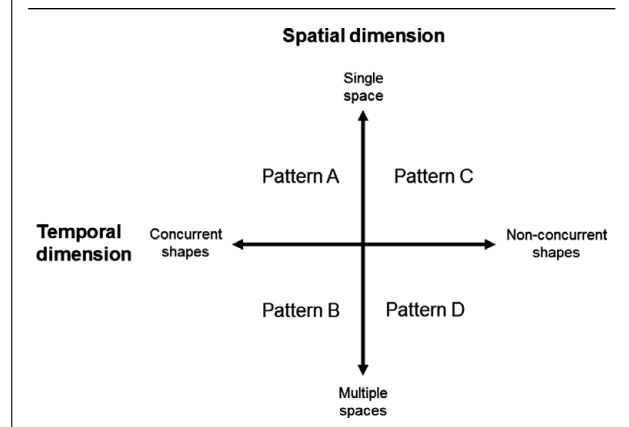 Spatial dimension
Single
space
Pattern A
Pattern C
Temporal
dimension
Concurrent
shapes
Non-concurrent
shapes
Pattern B
Pattern D
Multiple
spaces